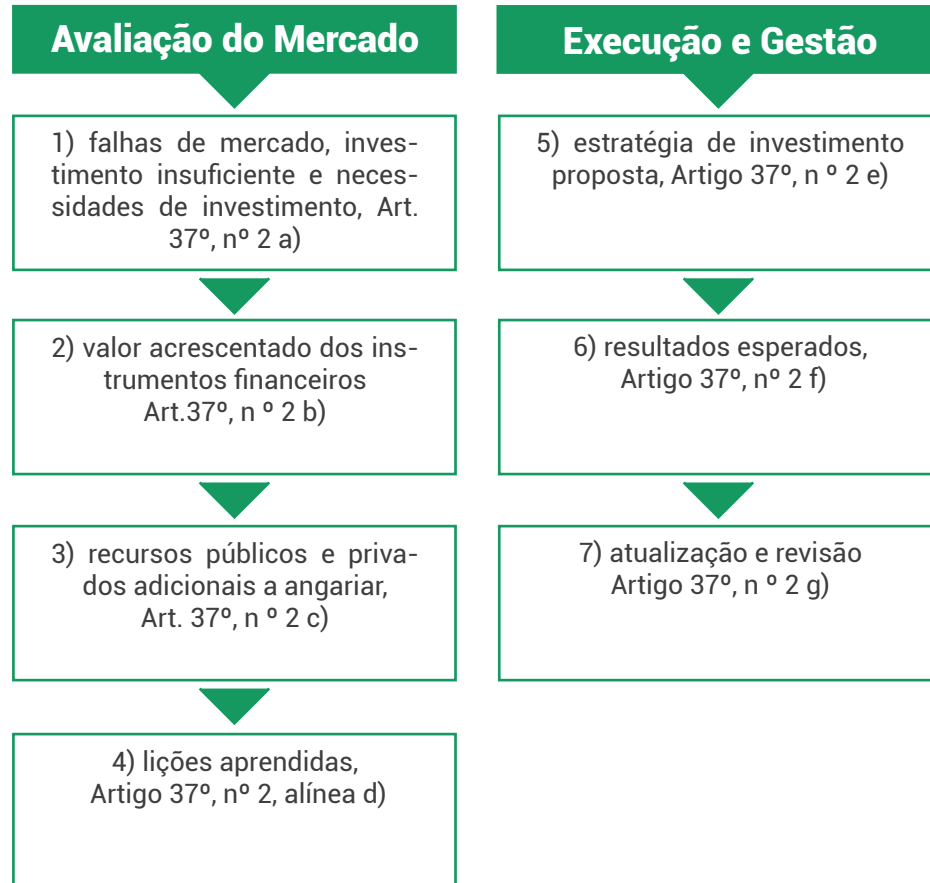 Avaliação do Mercado
1) falhas de mercado, inves-
timento insuficiente e neces-
sidades de investimento, Art.
37º, nº 2 a)
2) valor acrescentado dos ins-
trumentos financeiros
Art.37º, n º 2 b)
3) recursos públicos e priva-
dos adicionais a angariar,
Art. 37º, n º 2 c)
4) lições aprendidas,
Artigo 37º, nº 2, alínea d)
Execução e Gestão
5) estratégia de investimento
proposta, Artigo 37º, n º 2 e)
6) resultados esperados,
Artigo 37º, nº 2 f)
7) atualização e revisão
Artigo 37º, n º 2 g)